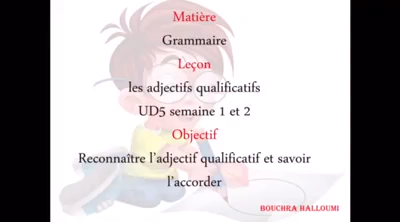 Matière
Grammaire
Leçon
les adjectifs qualificatifs
UD5 semaine 1 et 2
Objectif
Reconnaître l'adjectif qualificatif et savoir
l'accorder
Bouchra Halloumi